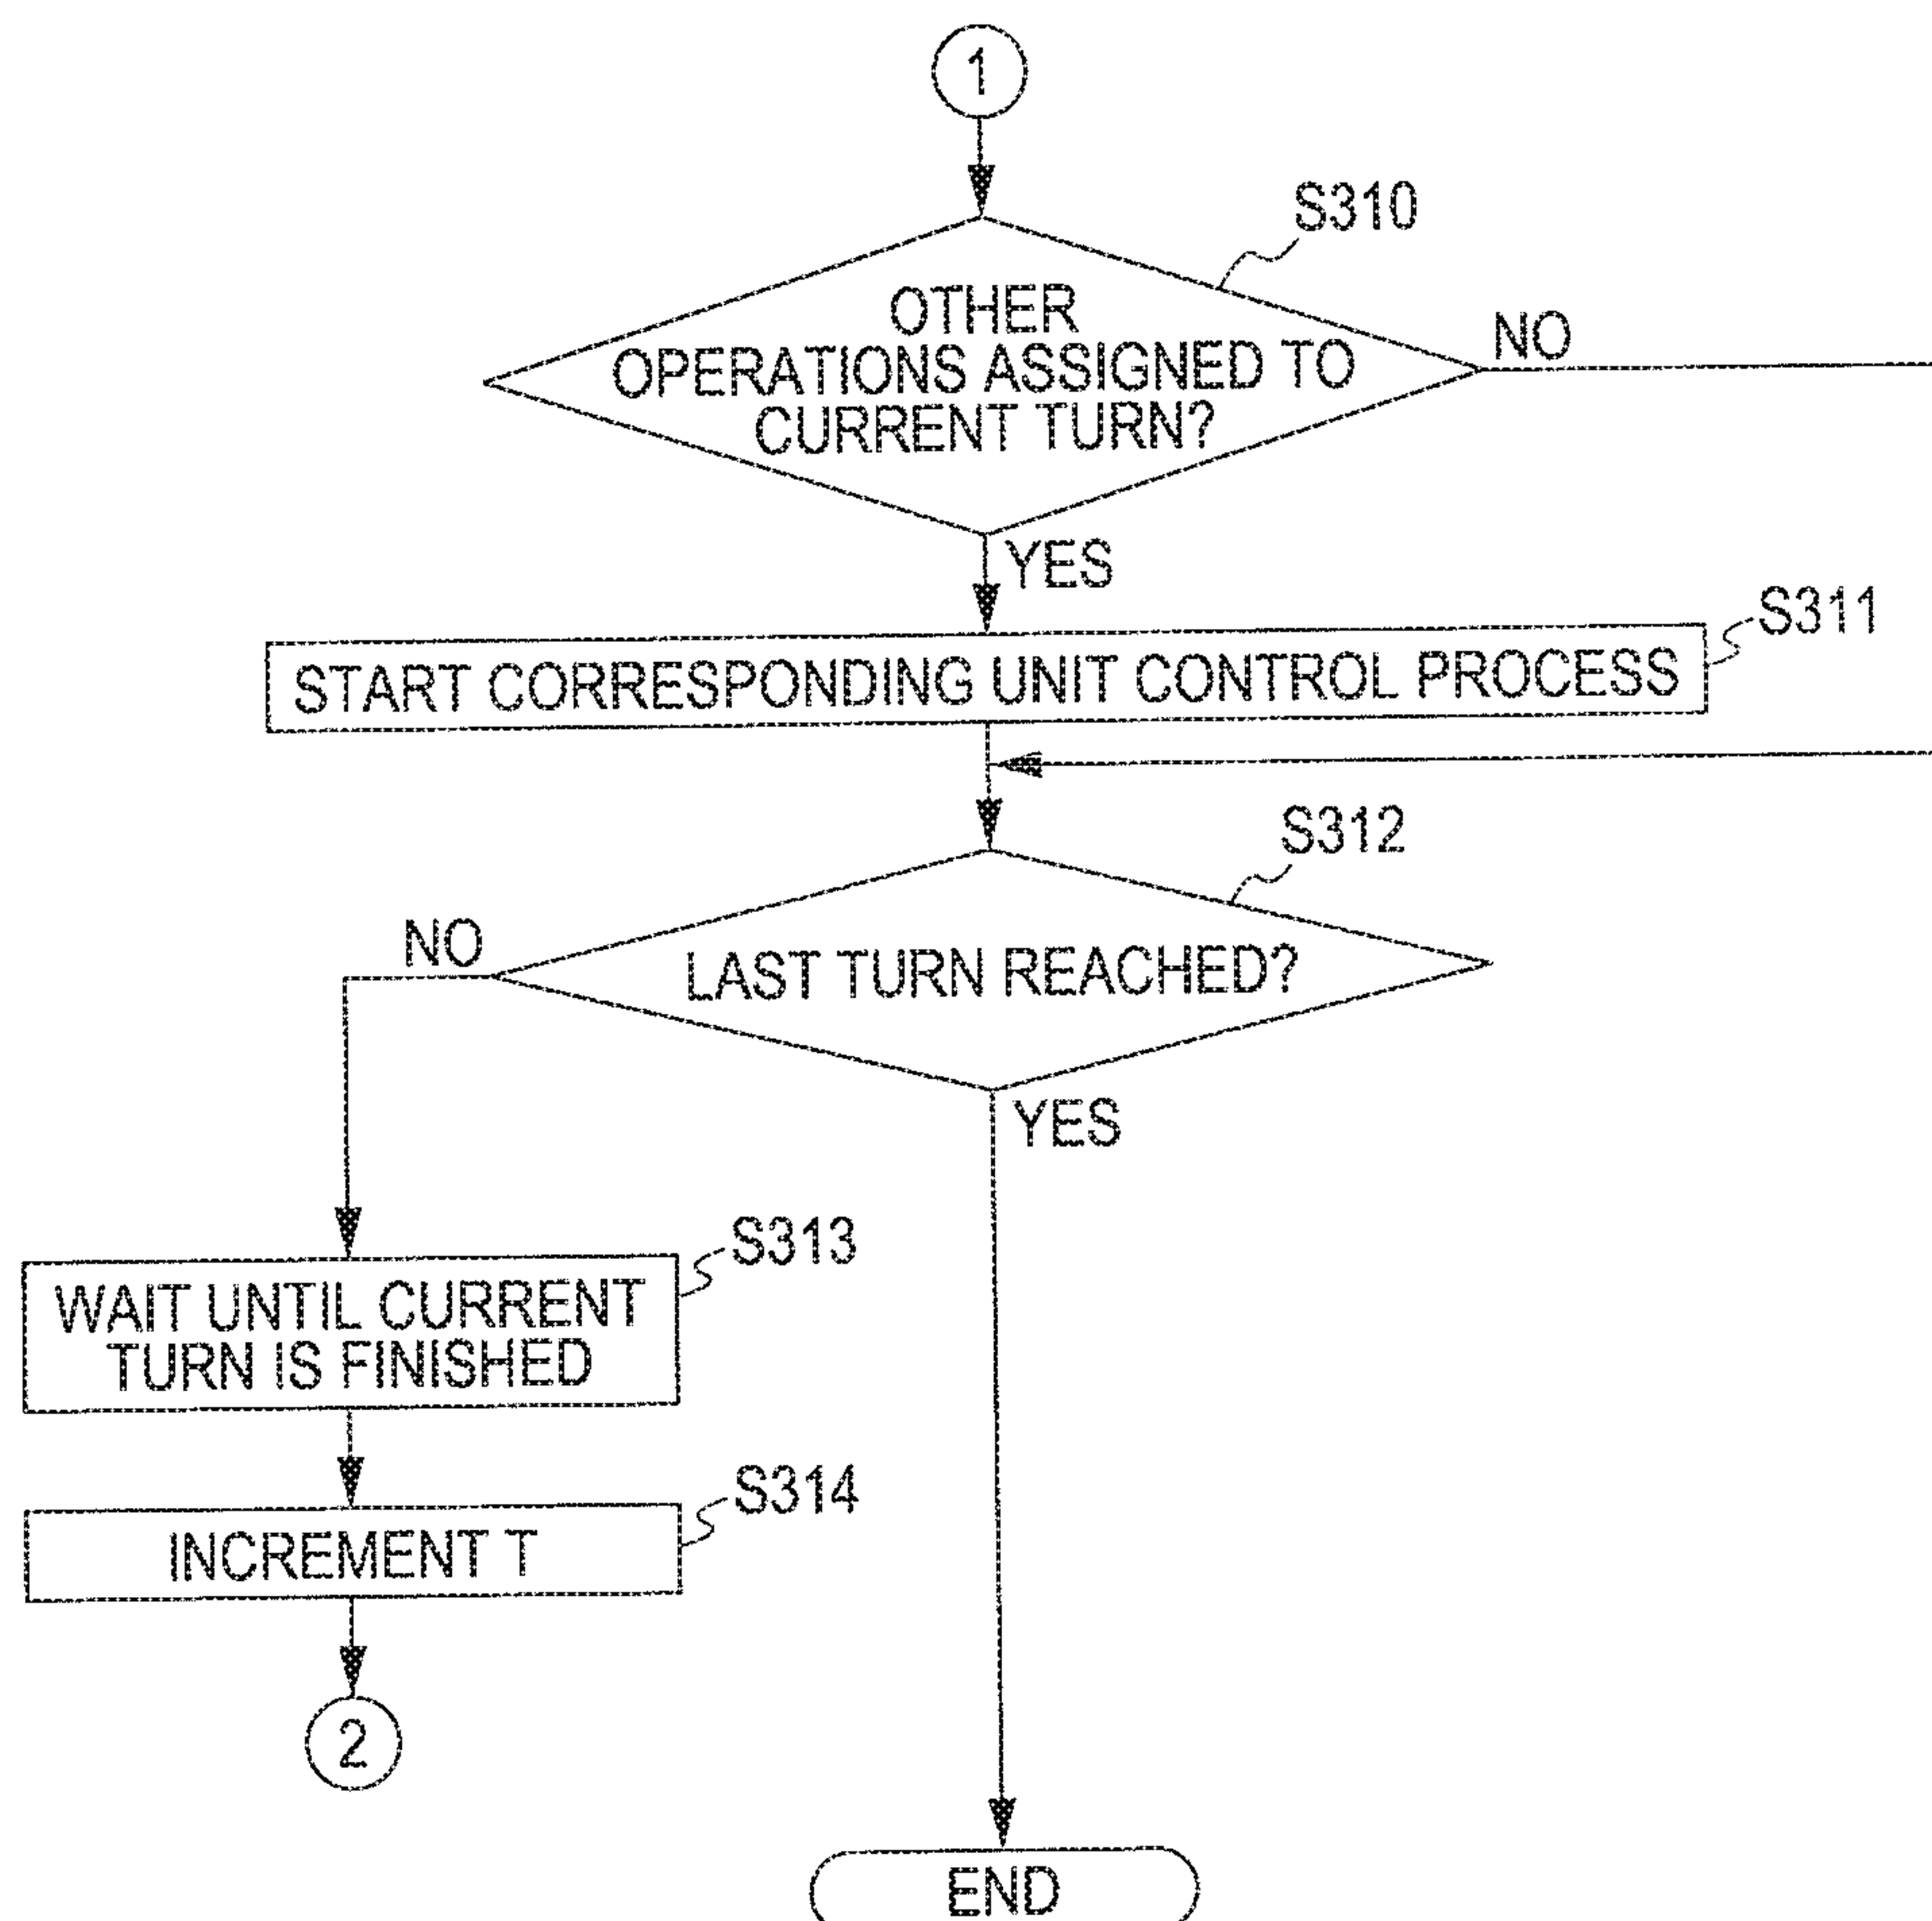 1
S310
OTHER
OPERATIONS ASSIGNED TO
CURRENT TURN?
NO
YES
S311
START CORRESPONDING UNIT CONTROL PROCESS
S312
NO
LAST TURN REACHED?
YES
S313
WAIT UNTIL CURRENT
TURN IS FINISHED
S314
INCREMENT T
2
END